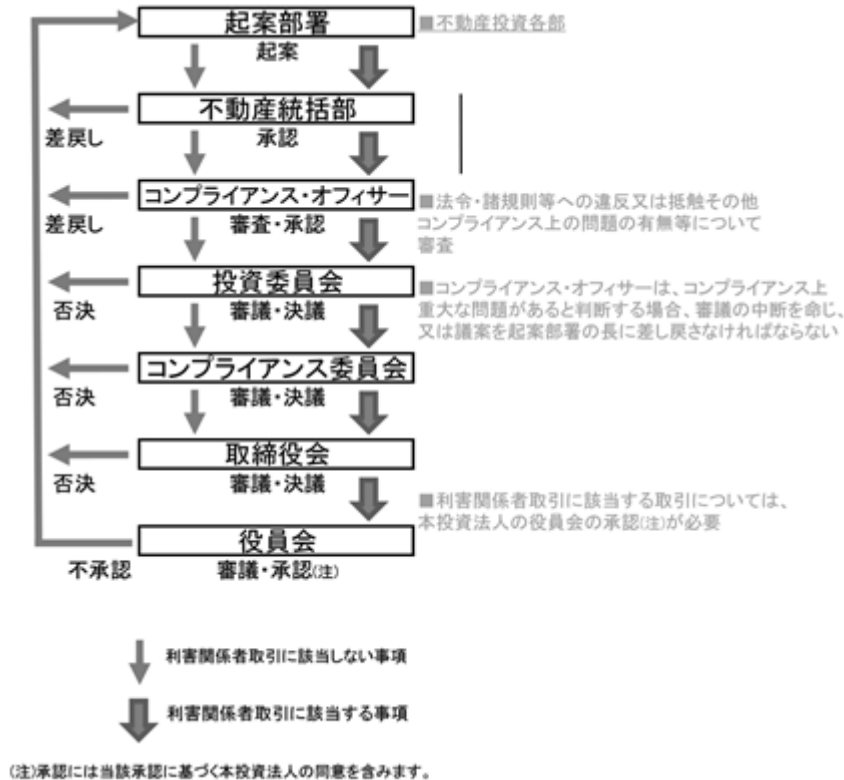 起案部署
■不動産投資各部
起案
不動産統括部
差戻し
承認
コンプライアンス・オフィサー
■法令・諸規則等への違反又は抵触その他
コンプライアンス上の問題の有無等について
審査
差戻し
審査・承認
投資委員会
■コンプライアンス・オフィサーは、コンプライアンス上
重大な問題があると判断する場合、審議の中断を命じ、
又は議案を起案部署の長に差し戻さなければならない
否決
審議・決議
コンプライアンス委員会
否決
審議・決議
取締役会
否決
審議・決議
■利害関係者取引に該当する取引については、
本投資法人の役員会の承認(注)が必要
役員会
不承認
審議・承認(注)
利害関係者取引に該当しない事項
利害関係者取引に該当する事項
(注)承認には当該承認に基づく本投資法人の同意を含みます。